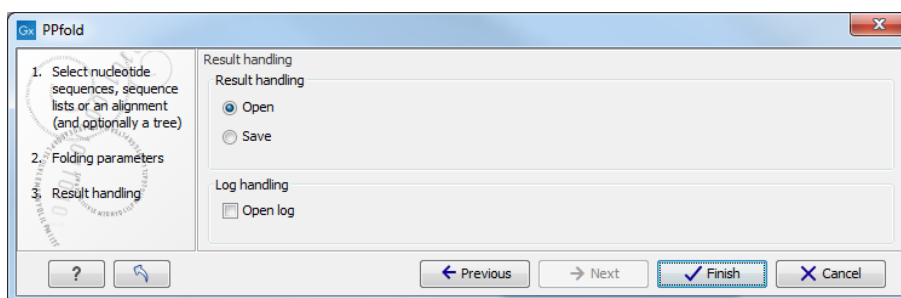 Gx PPfold
X
1. Select nucleotide
sequences, sequence
lists or an alignment
(and optionally a tree)
2. Folding parameters
3. Result handling
Result handling
Result handling
Open
Save
Log handling
Open log
?
Previous
Next
Finish
Cancel